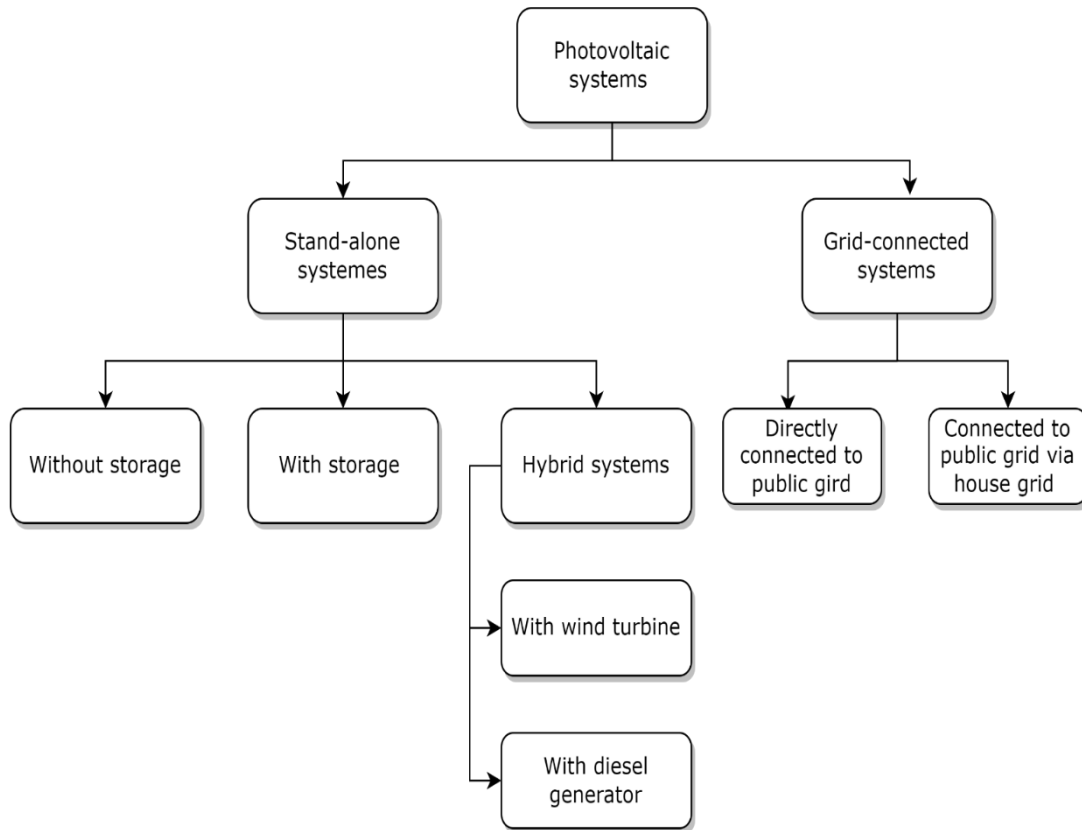 Photovoltaic
systems
Stand-alone
systemes
Grid-connected
systems
Without storage
With storage
Hybrid systems
Directly
connected to
public gird
Connected to
public grid via
house grid
With wind turbine
With diesel
generator